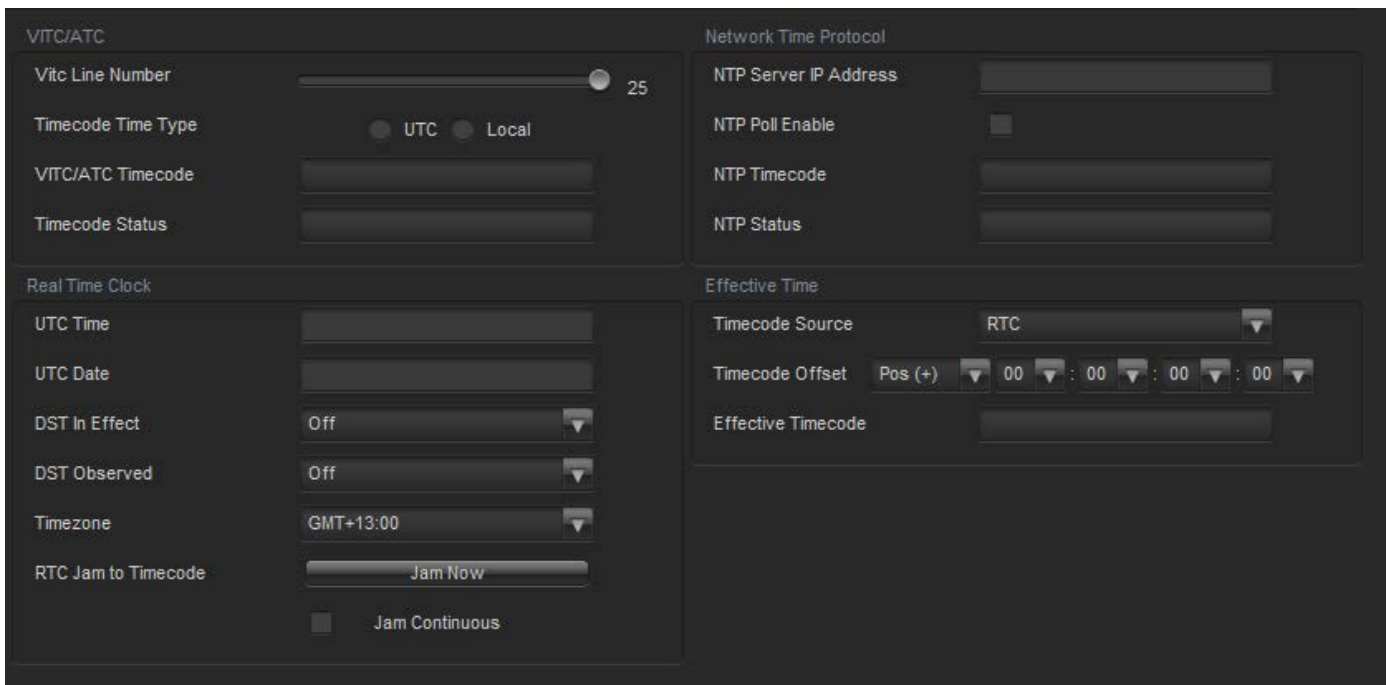 VITC/ATC
Vitc Line Number 25
Timecode Time Type UTC Local
VITC/ATC Timecode
Timecode Status
Network Time Protocol
NTP Server IP Address
NTP Poll Enable
NTP Timecode
NTP Status
Real Time Clock
UTC Time
UTC Date
DST In Effect Off
DST Observed Off
Timezone GMT+13:00
RTC Jam to Timecode Jam Now
Jam Continuous
Effective Time
Timecode Source RTC
Timecode Offset Pos (+) 00 : 00 : 00 : 00
Effective Timecode